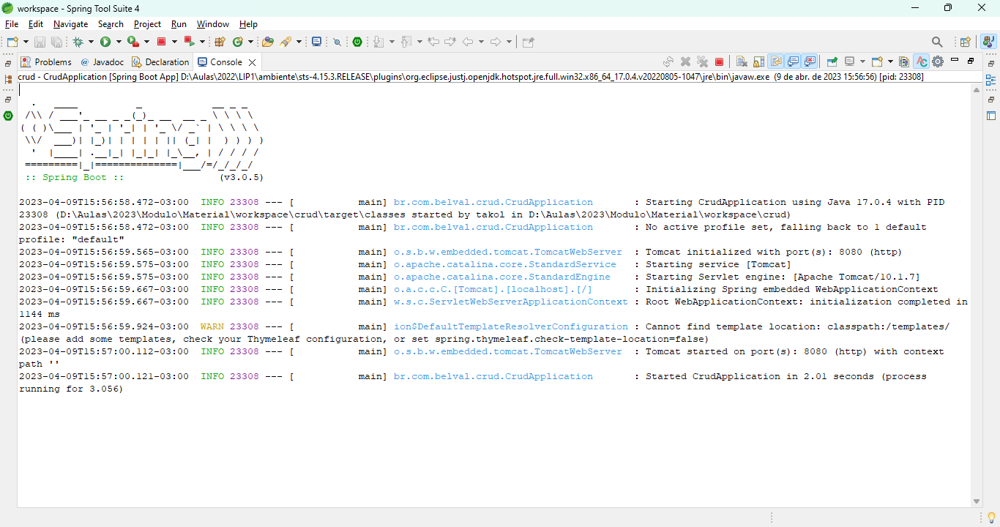 workspace - Spring Tool Suite 4
File Edit Navigate Search Project Run Window Help
Problems Javadoc Declaration Console
crud - CrudApplication [Spring Boot App] D:\Aulas\2022\LIP1\ambiente\sts-4.15.3.RELEASE\plugins\org.eclipse.justj.openjdk.hotspot.jre.full.win32.x86_64_17.0.4.v20220805-1047\jre\bin\javaw.exe (9 de abr. de 2023 15:56:56) [pid: 23308]
Spring
:: Spring Boot :: (v3.0.5)
2023-04-09T15:56:58.472-03:00 INFO 23308 --- [ main] br.com.belval.crud.CrudApplication : Starting CrudApplication using Java 17.0.4 with PID
23308 (D:\Aulas\2023\Modulo\Material\workspace\crud\target\classes started by takol in D:\Aulas\2023\Modulo\Material\workspace\crud)
2023-04-09T15:56:58.472-03:00 INFO 23308 --- [ main] br.com.belval.crud.CrudApplication : No active profile set, falling back to 1 default
profile: "default"
2023-04-09T15:56:59.565-03:00 INFO 23308 --- [ main] o.s.b.w.embedded.tomcat.TomcatWebServer : Tomcat initialized with port(s): 8080 (http)
2023-04-09T15:56:59.575-03:00 INFO 23308 --- [ main] o.apache.catalina.core.StandardService : Starting service [Tomcat]
2023-04-09T15:56:59.575-03:00 INFO 23308 --- [ main] o.apache.catalina.core.StandardEngine : Starting Servlet engine: [Apache Tomcat/10.1.7]
2023-04-09T15:56:59.667-03:00 INFO 23308 --- [ main] o.a.c.c.C.[Tomcat].[localhost].[/] : Initializing Spring embedded WebApplicationContext
2023-04-09T15:56:59.667-03:00 INFO 23308 --- [ main] w.s.c.ServletWebServerApplicationContext : Root WebApplicationContext: initialization completed in
1144 ms
2023-04-09T15:56:59.924-03:00 WARN 23308 --- [ main] ion$DefaultTemplateResolverConfiguration : Cannot find template location: classpath:/templates/
(please add some templates, check your Thymeleaf configuration, or set spring.thymeleaf.check-template-location=false)
2023-04-09T15:57:00.112-03:00 INFO 23308 --- [ main] o.s.b.w.embedded.tomcat.TomcatWebServer : Tomcat started on port(s): 8080 (http) with context
path ''
2023-04-09T15:57:00.121-03:00 INFO 23308 --- [ main] br.com.belval.crud.CrudApplication : Started CrudApplication in 2.01 seconds (process
running for 3.056)